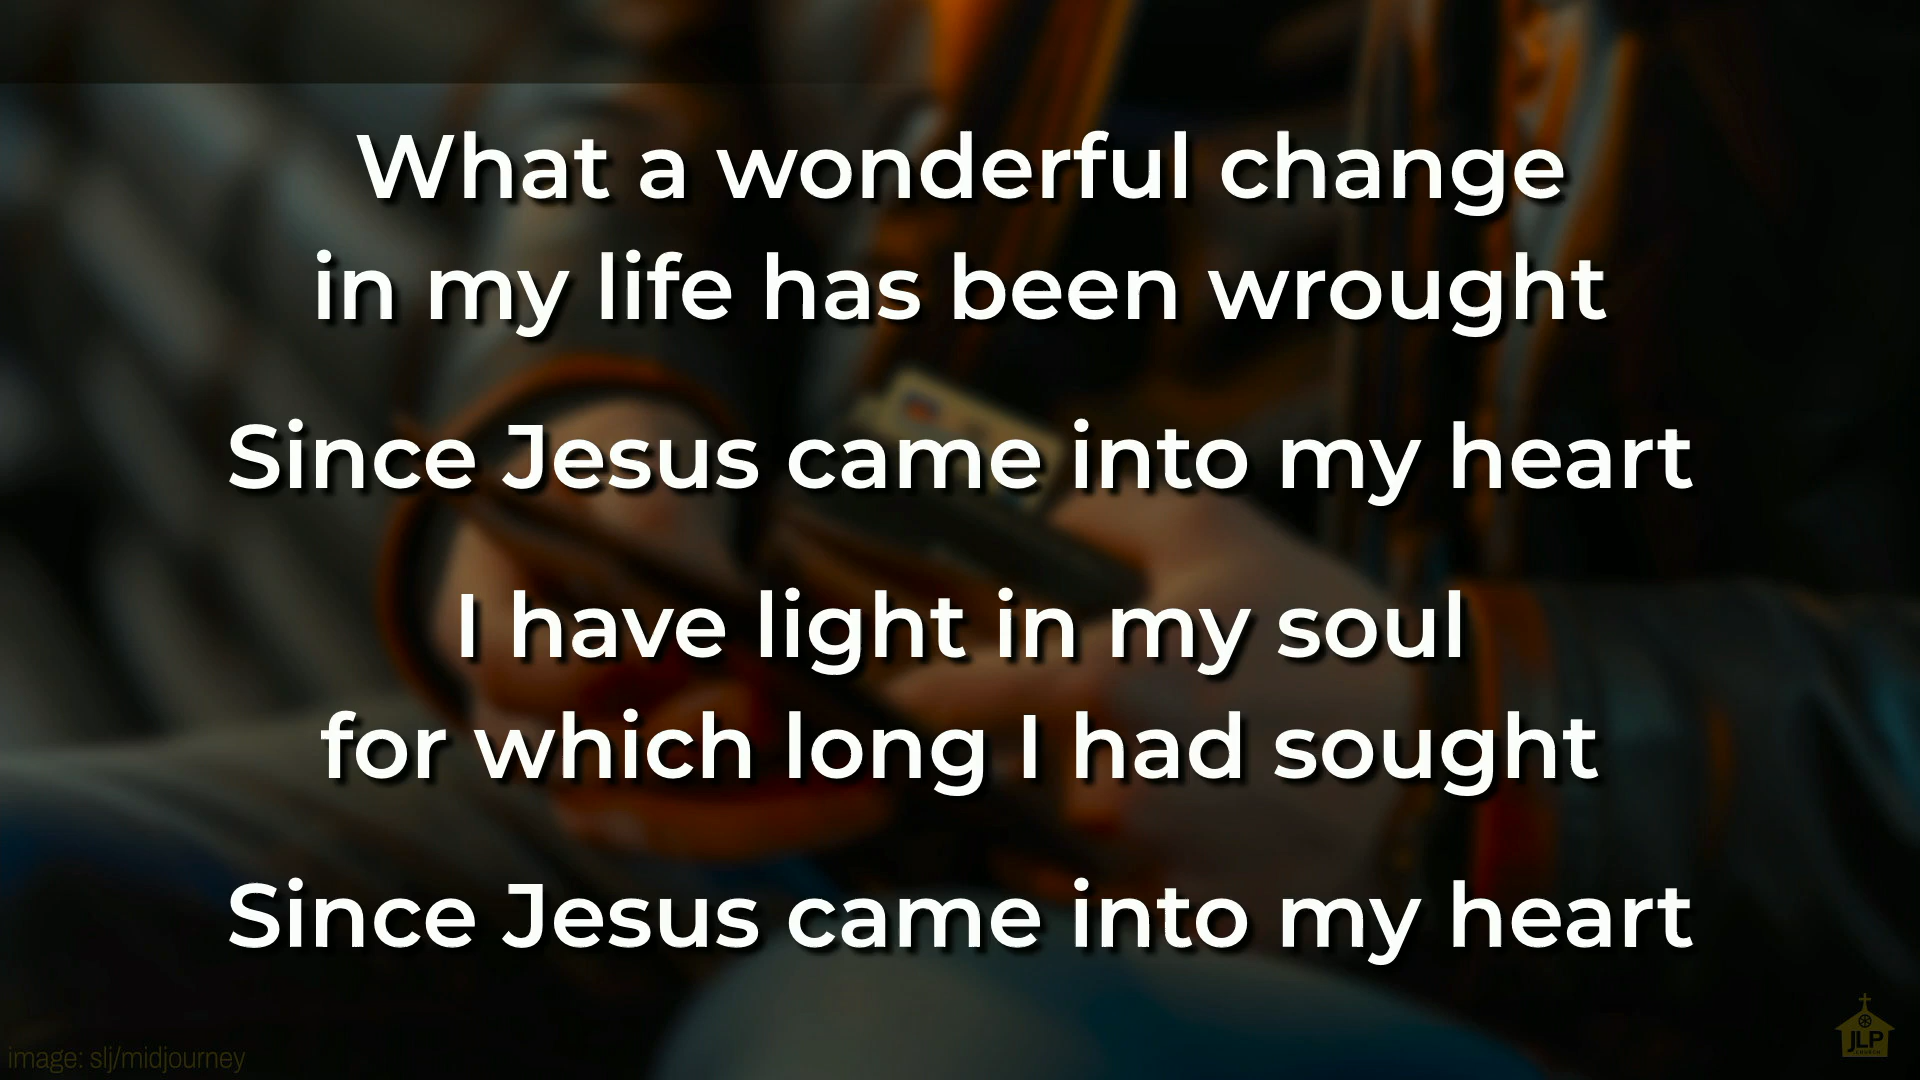 What a wonderful change
in my life has been wrought
Since Jesus came into my heart
I have light in my soul
for which long I had sought
Since Jesus came into my heart
image: slj/midjourney
JLP
CHURCH